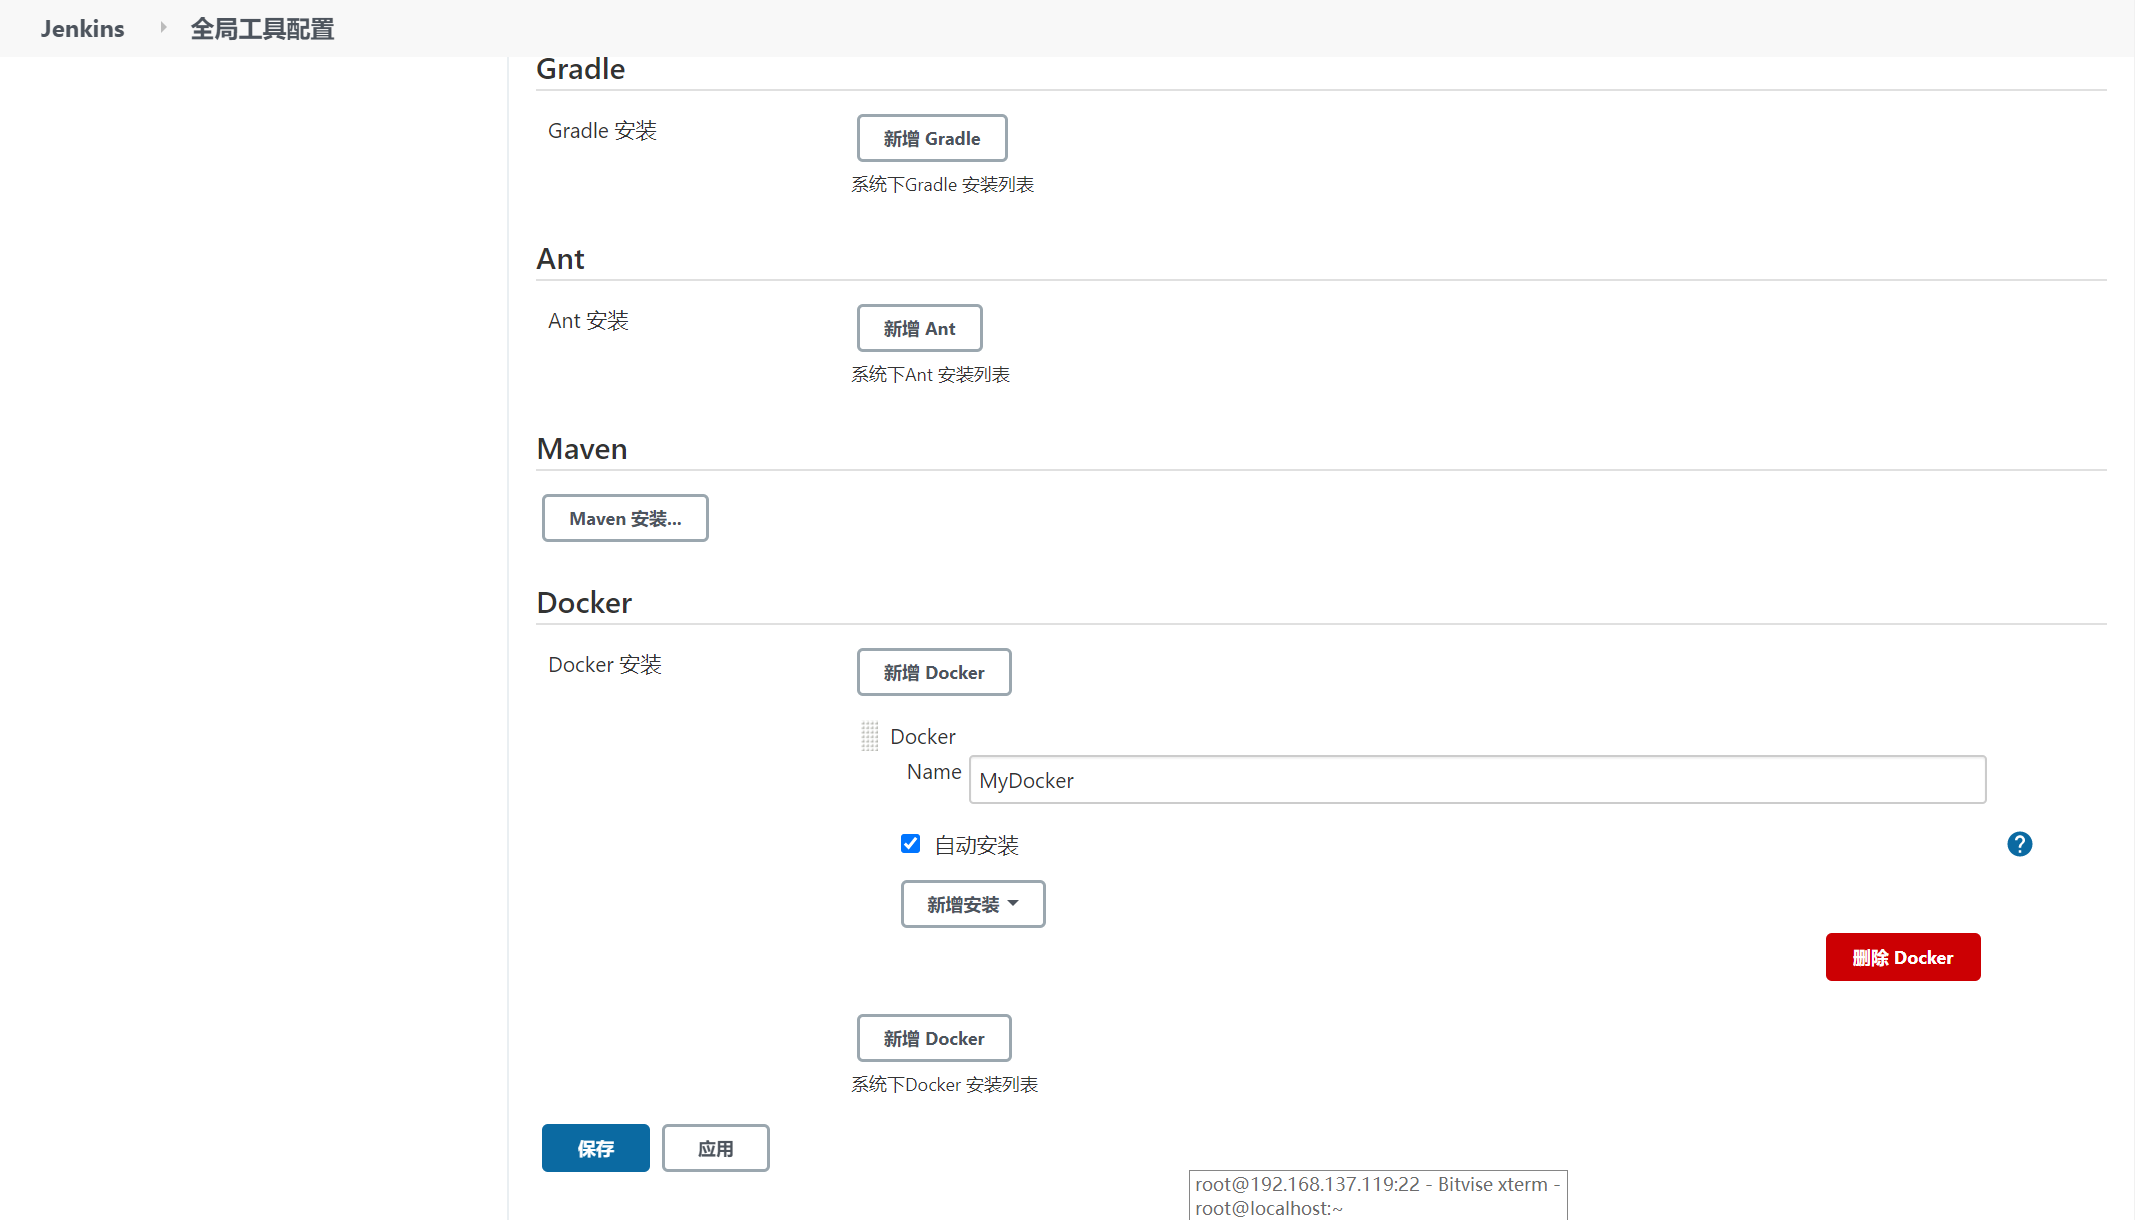 Jenkins 全局工具配置
Gradle
Gradle 安装
新增 Gradle
系统下Gradle 安装列表
Ant
Ant 安装
新增 Ant
系统下Ant 安装列表
Maven
Maven 安装...
Docker
Docker 安装
新增 Docker
Docker
Name
MyDocker
自动安装
?
新增安装
删除 Docker
新增 Docker
系统下Docker 安装列表
保存
应用
root@192.168.137.119:22 - Bitvise xterm -
root@localhost:~